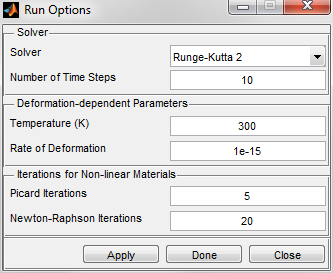 Run Options
Solver
Solver
Runge-Kutta 2
Number of Time Steps
10
Deformation-dependent Parameters
Temperature (K)
300
Rate of Deformation
1e-15
Iterations for Non-linear Materials
Picard Iterations
5
Newton-Raphson Iterations
20
Apply
Done
Close